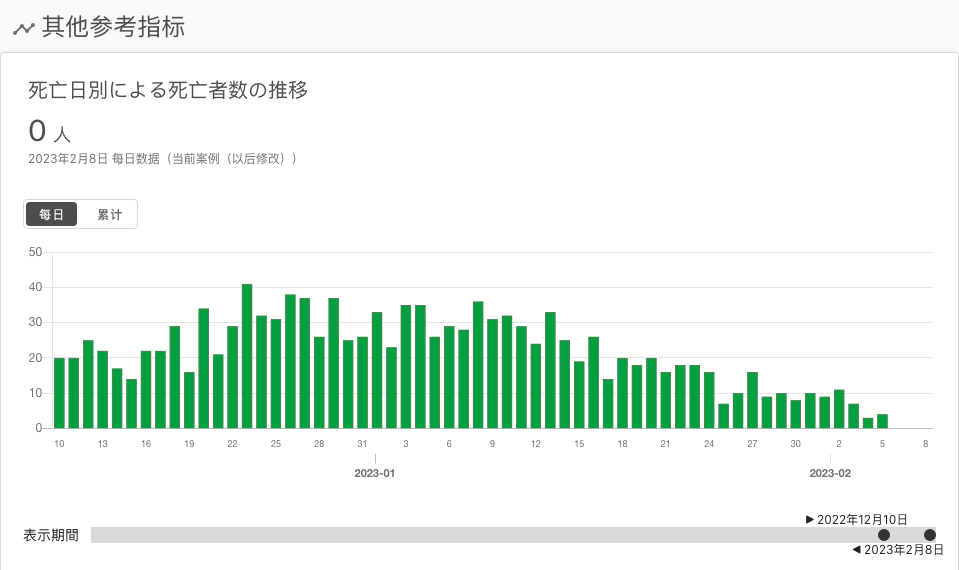 其他参考指标
死亡日別による死亡者数の推移
0 人
2023年2月8日 每日数据（当前案例（以后修改））
每日 累计
50
40
30
20
10
0
10 13 16 19 22 25 28 31 3 6 9 12 15 18 21 24 27 30 2 5 8
2023-01 2023-02
▶ 2022年12月10日
表示期間
◀ 2023年2月8日